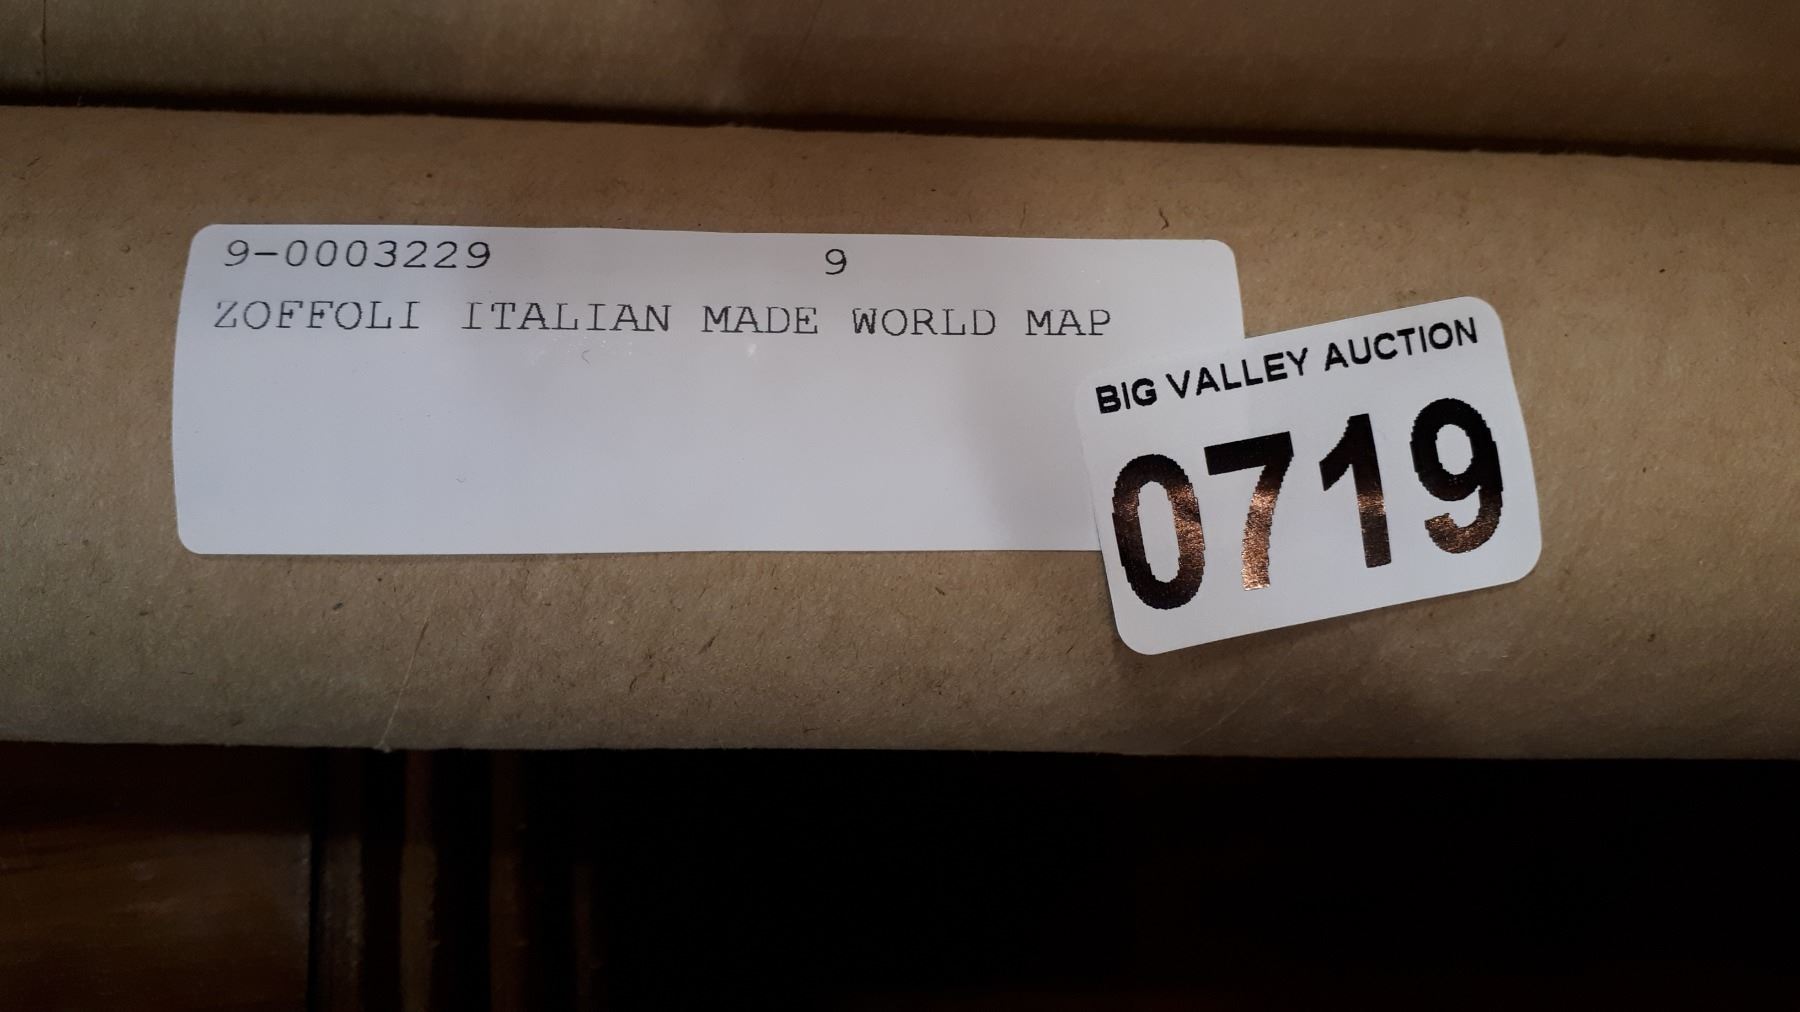 9-0003229 9
ZOFFOLI ITALIAN MADE WORLD MAP
BIG VALLEY AUCTION
0719